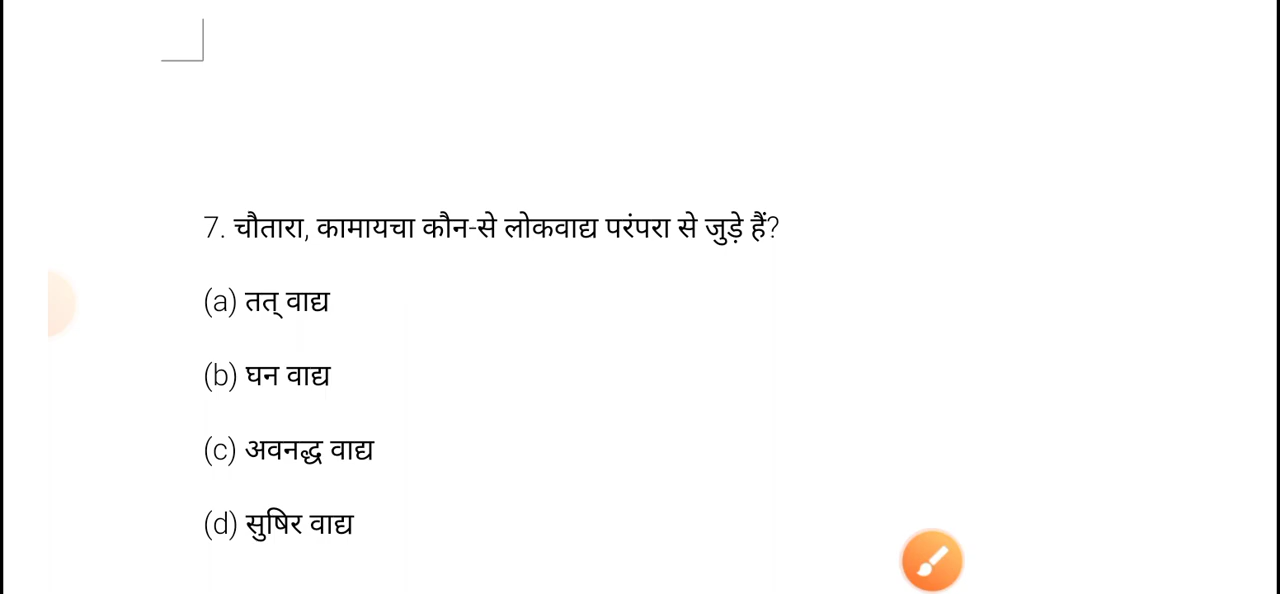 7. चौतारा, कामायचा कौन-से लोकवाद्य परंपरा से जुड़े हैं?
(a) तत् वाद्य
(b) घन वाद्य
(c) अवनद्ध वाद्य
(d) सुषिर वाद्य